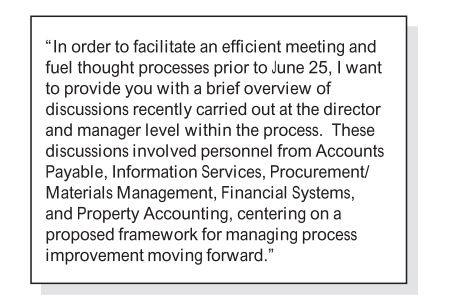 “In order to facilitate an efficient meeting and
fuel thought processes prior to June 25, I want
to provide you with a brief overview of
discussions recently carried out at the director
and manager level within the process.  These
discussions involved personnel from Accounts
Payable, Information Services, Procurement/
Materials Management, Financial Systems,
and Property Accounting, centering on a
proposed framework for managing process
improvement moving forward.”